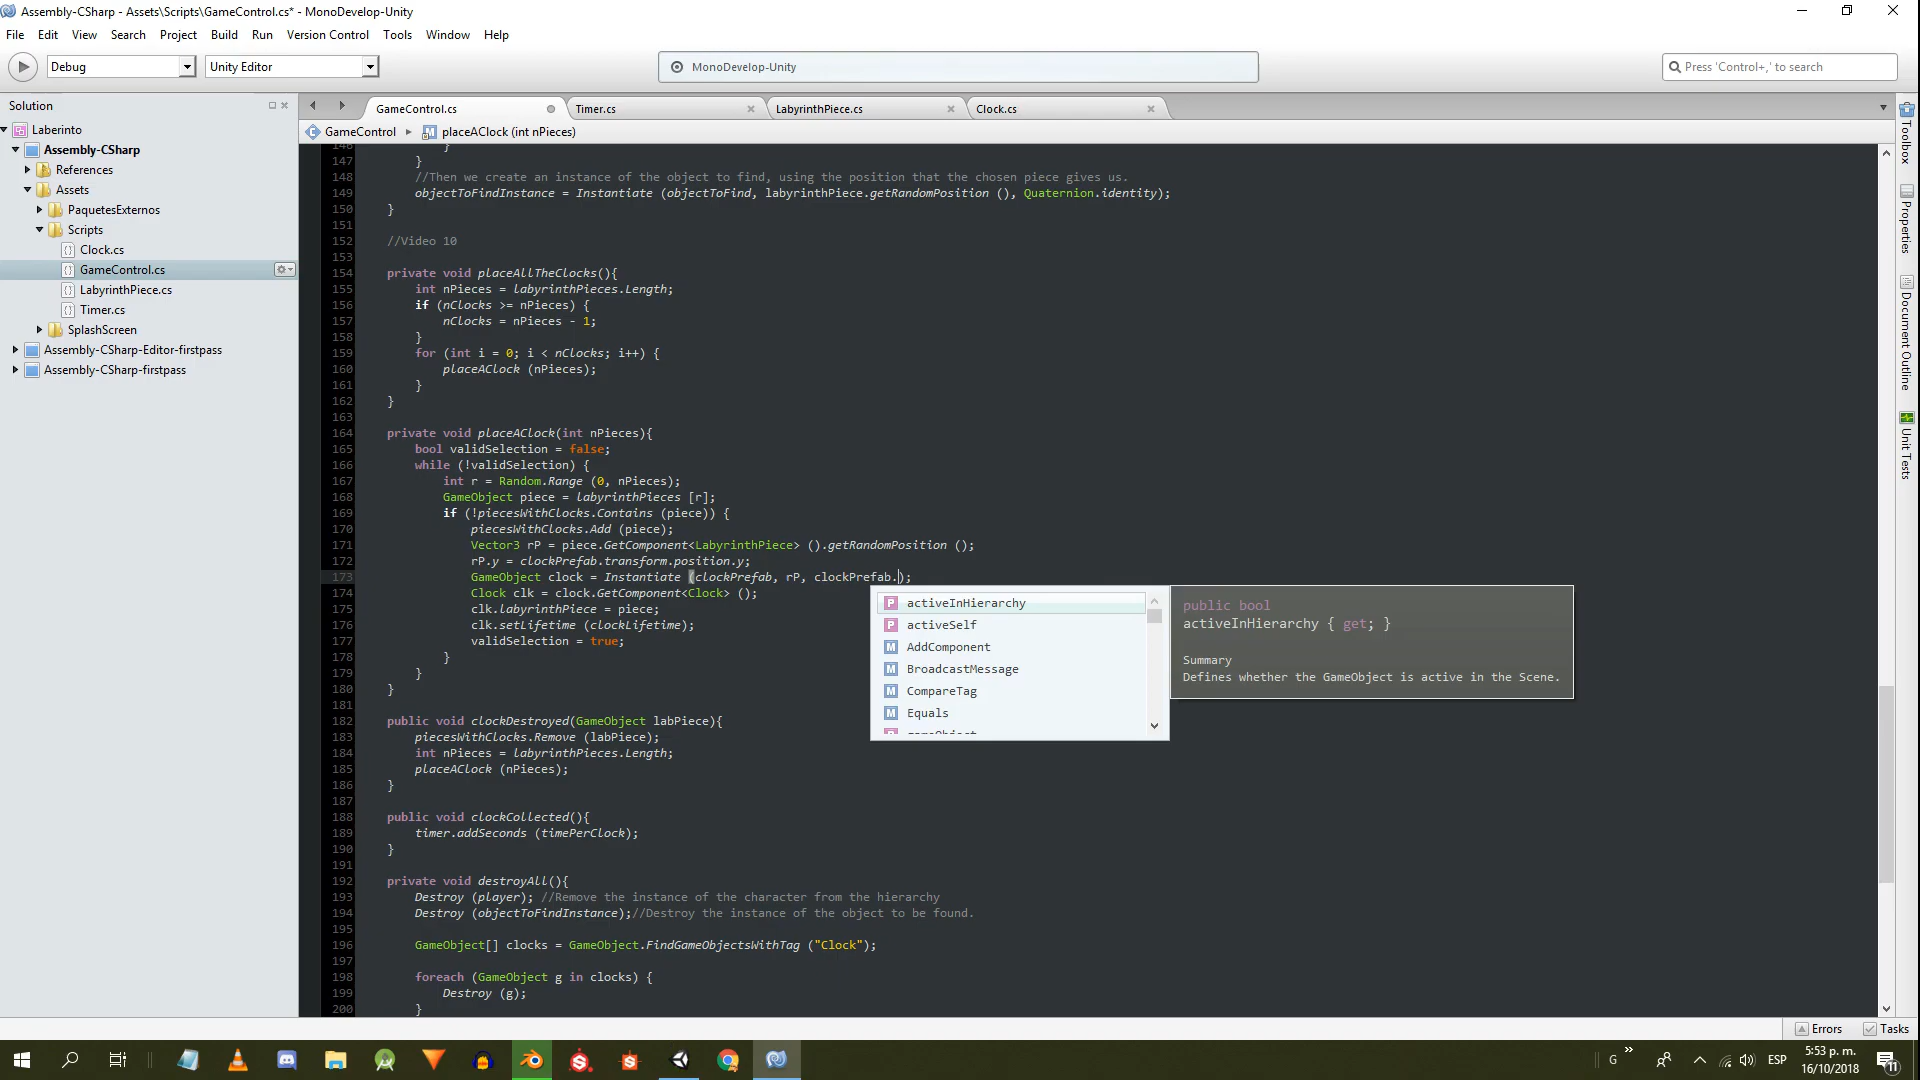 Assembly-CSharp - Assets\Scripts\GameControl.cs* - MonoDevelop-Unity
File Edit View Search Project Build Run Version Control Tools Window Help
Debug Unity Editor MonoDevelop-Unity Press 'Control+,' to search
Solution
Laberinto
Assembly-CSharp
References
Assets
PaquetesExternos
Scripts
Clock.cs
GameControl.cs
LabyrinthPiece.cs
Timer.cs
SplashScreen
Assembly-CSharp-Editor-firstpass
Assembly-CSharp-firstpass
GameControl.cs Timer.cs LabyrinthPiece.cs Clock.cs
GameControl placeAClock (int nPieces)
146 }
147 }
148 //Then we create an instance of the object to find, using the position that the chosen piece gives us.
149 objectToFindInstance = Instantiate (objectToFind, labyrinthPiece.getRandomPosition (), Quaternion.identity);
150 }
151
152 //Video 10
153
154 private void placeAllTheClocks(){
155 int nPieces = labyrinthPieces.Length;
156 if (nClocks >= nPieces) {
157 nClocks = nPieces - 1;
158 }
159 for (int i = 0; i < nClocks; i++) {
160 placeAClock (nPieces);
161 }
162 }
163
164 private void placeAClock(int nPieces){
165 bool validSelection = false;
166 while (!validSelection) {
167 int r = Random.Range (0, nPieces);
168 GameObject piece = labyrinthPieces [r];
169 if (!piecesWithClocks.Contains (piece)) {
170 piecesWithClocks.Add (piece);
171 Vector3 rP = piece.GetComponent<LabyrinthPiece> ().getRandomPosition ();
172 rP.y = clockPrefab.transform.position.y;
173 GameObject clock = Instantiate (clockPrefab, rP, clockPrefab.);
174 Clock clk = clock.GetComponent<Clock> ();
175 clk.labyrinthPiece = piece;
176 clk.setLifetime (clockLifetime);
177 validSelection = true;
178 }
179 }
180 }
181
182 public void clockDestroyed(GameObject labPiece){
183 piecesWithClocks.Remove (labPiece);
184 int nPieces = labyrinthPieces.Length;
185 placeAClock (nPieces);
186 }
187
188 public void clockCollected(){
189 timer.addSeconds (timePerClock);
190 }
191
192 private void destroyAll(){
193 Destroy (player); //Remove the instance of the character from the hierarchy
194 Destroy (objectToFindInstance);//Destroy the instance of the object to be found.
195
196 GameObject[] clocks = GameObject.FindGameObjectsWithTag ("Clock");
197
198 foreach (GameObject g in clocks) {
199 Destroy (g);
200 }
activeInHierarchy
activeSelf
AddComponent
BroadcastMessage
CompareTag
Equals
gameObject
public bool
activeInHierarchy { get; }
Summary
Defines whether the GameObject is active in the Scene.
Toolbox
Properties
Document Outline
Unit Tests
Errors Tasks
G » ESP 5:53 p. m.
16/10/2018
11